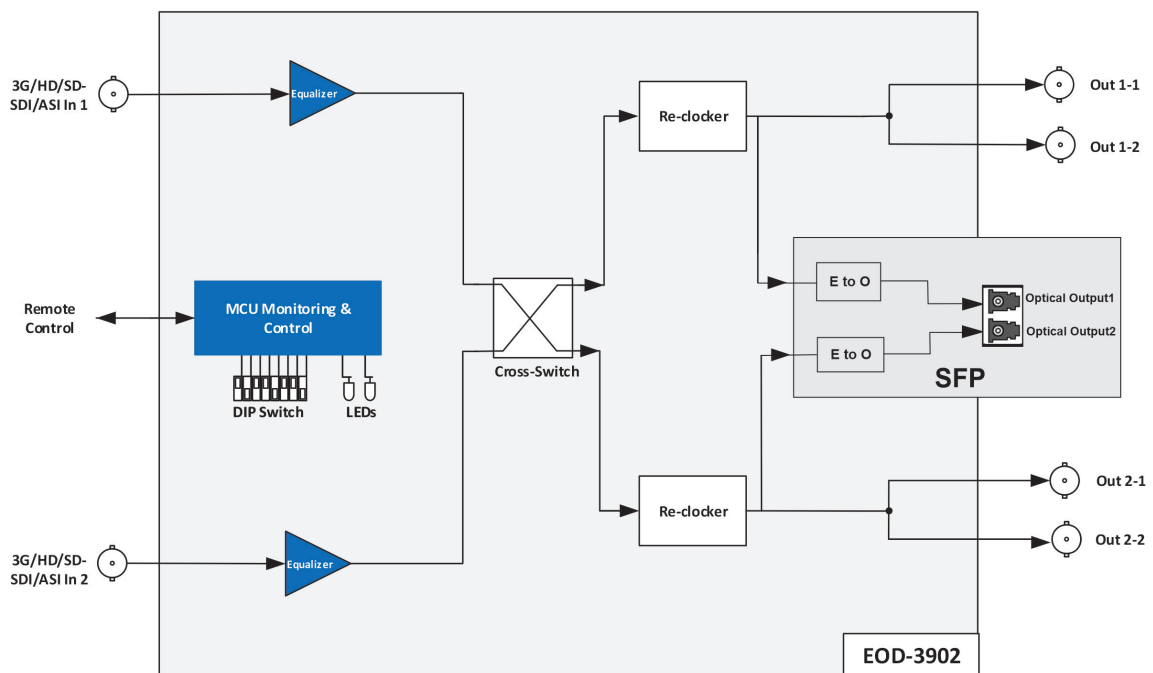 3G/HD/SD-
SDI/ASI In 1
Equalizer
Re-clocker
Out 1-1
Out 1-2
Remote
Control
MCU Monitoring &
Control
DIP Switch
LEDs
Cross-Switch
E to O
E to O
Optical Output1
Optical Output2
SFP
3G/HD/SD-
SDI/ASI In 2
Equalizer
Re-clocker
Out 2-1
Out 2-2
EOD-3902